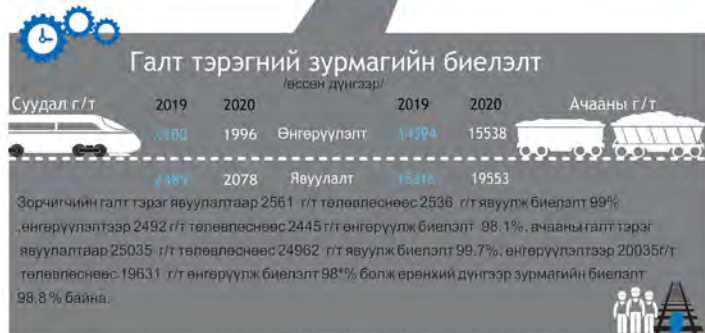 Галт тэрэгний зурмагийн биелэлт
/өссөн дүнгээр/
Суудал г/т 2019 2020 2019 2020 Ачааны г/т
1996 Өнгөрүүлэлт 14394 15538
2078 Явуулалт 19553
Зорчигчийн галт тэрэг явуулалтаар 2561 г/т төлөвлөснөөс 2536 г/т явуулж биелэлт 99%
,өнгөрүүлэлтээр 2492 г/т төлөвлөснөөс 2445 г/т өнгөрүүлж биелэлт 98.1%, ачааны галт тэрэг
явуулалтаар 25035 г/т төлөвлөснөөс 24962 г/т явуулж биелэлт 99.7%, өнгөрүүлэлтээр 20035г/т
төлөвлөснөөс 19631 г/т өнгөрүүлж биелэлт 98*% болж ерөнхий дүнгээр зурмагийн биелэлт
98.8 % байна.